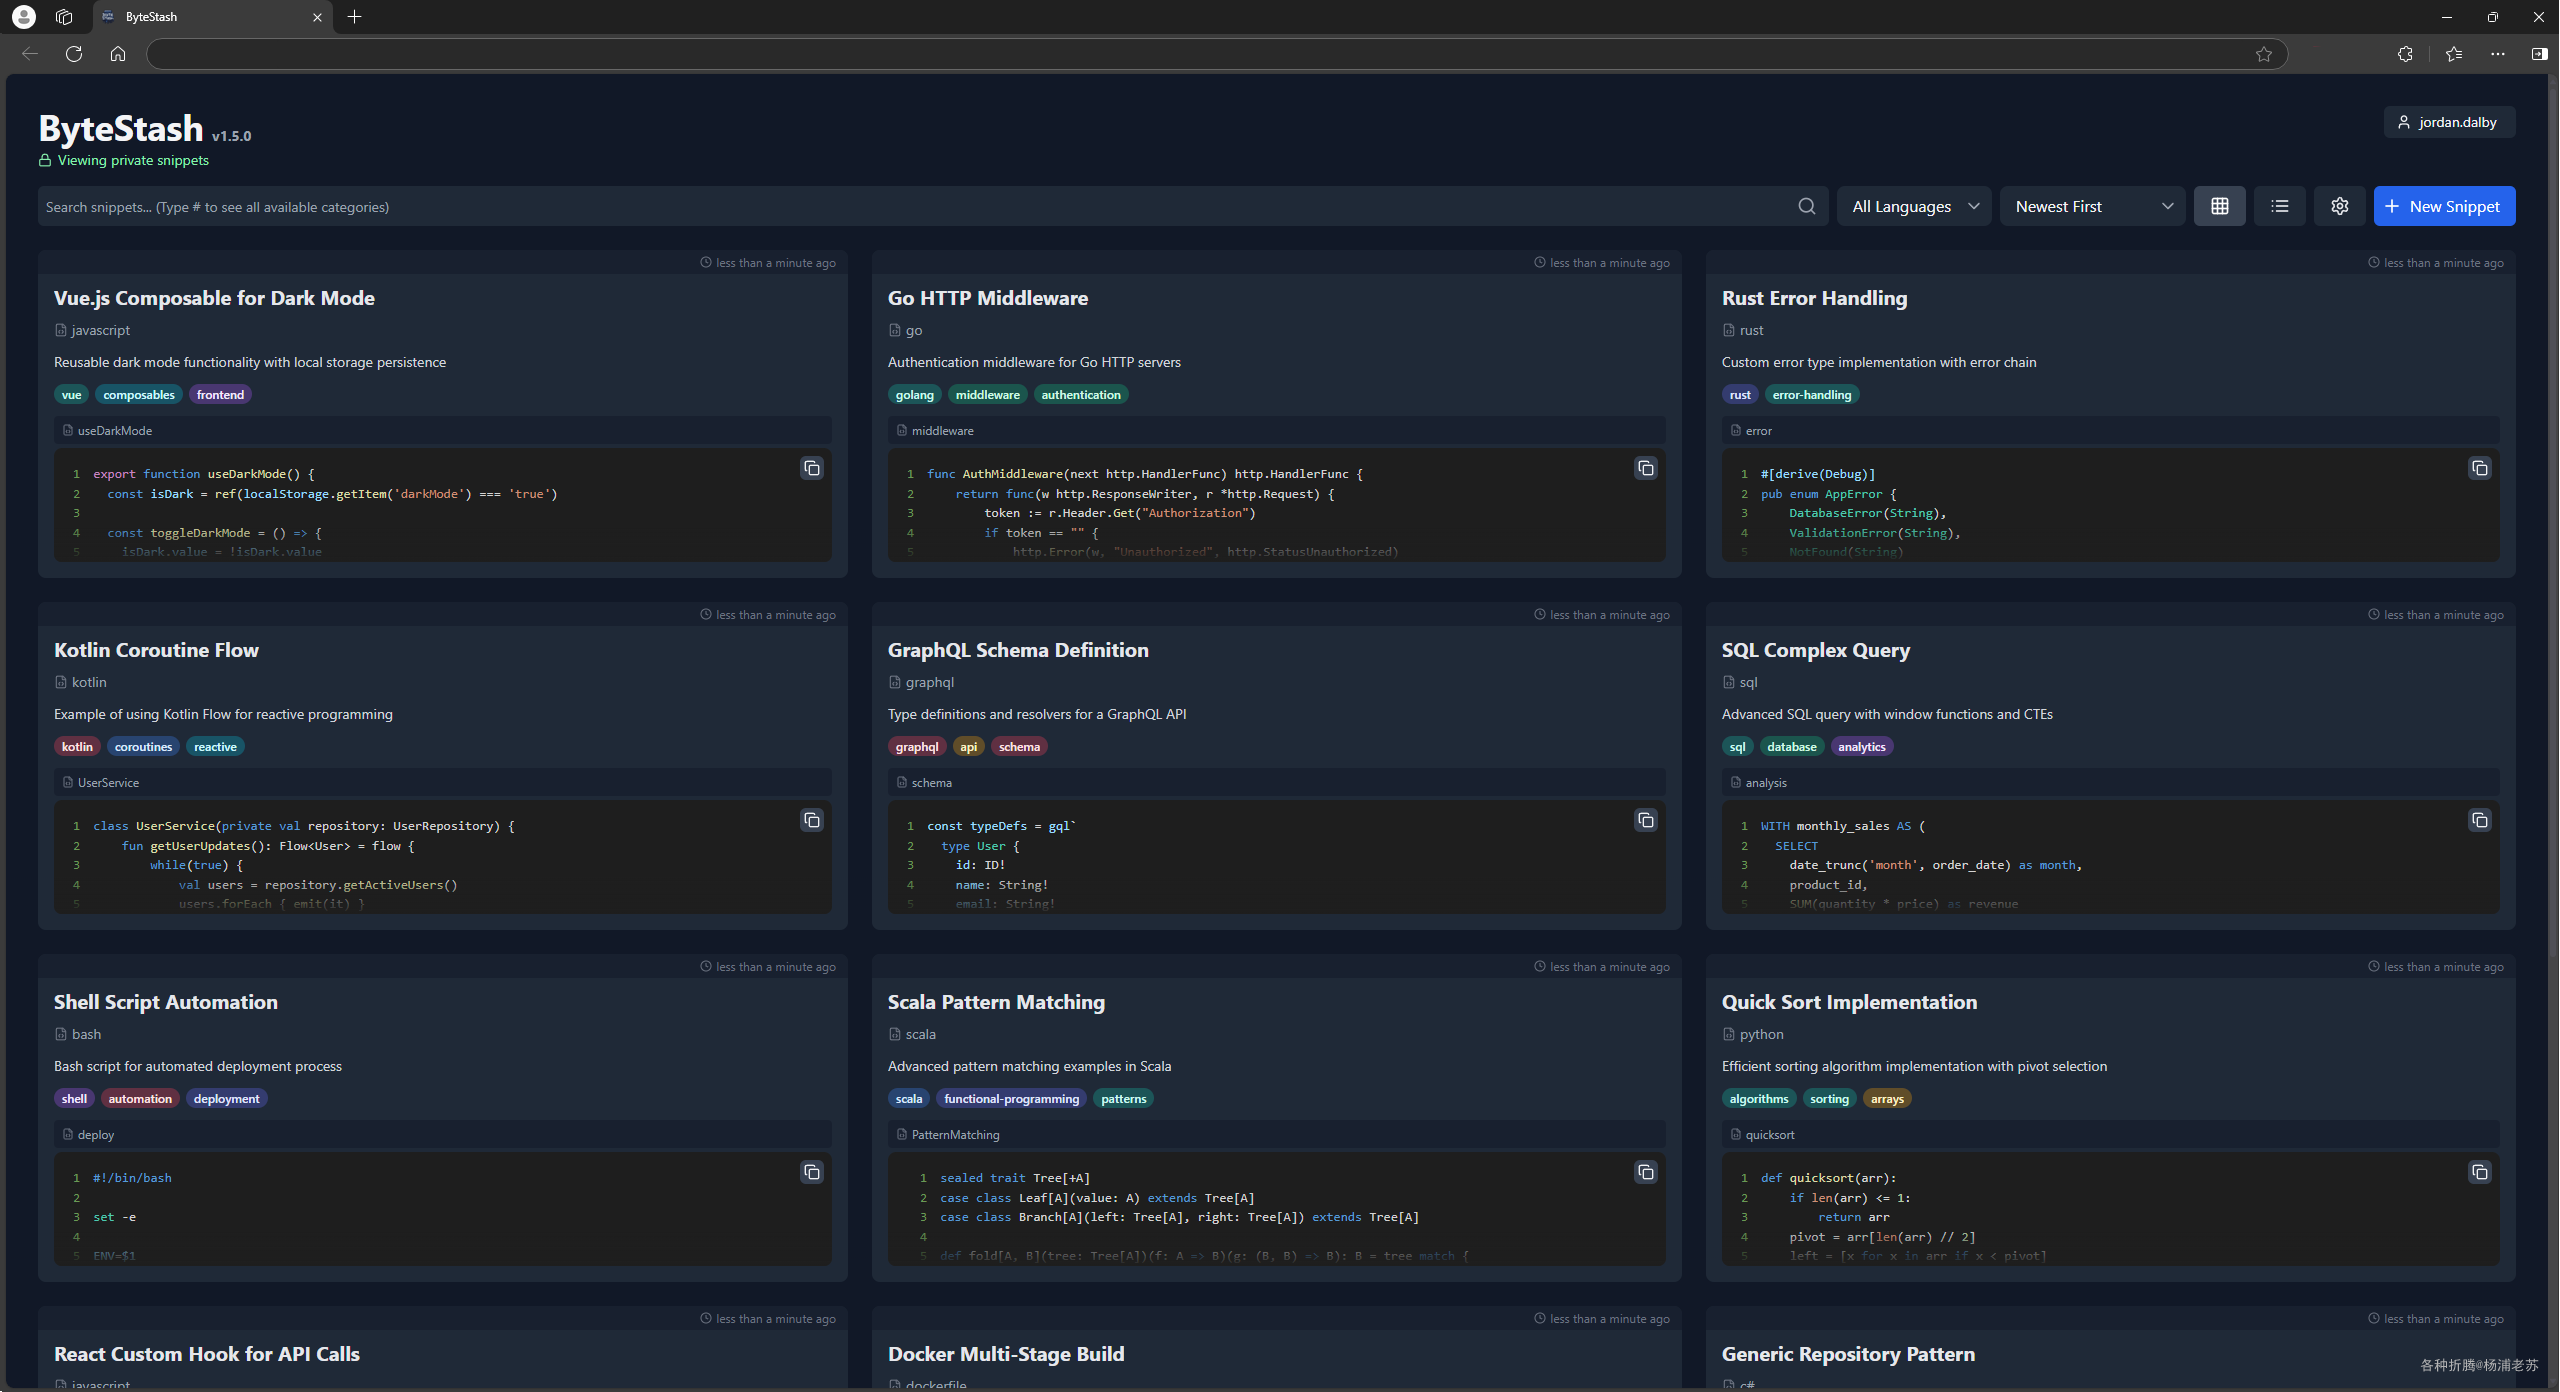 ByteStash
ByteStash v1.5.0
jordan.dalby
Viewing private snippets
Search snippets... (Type # to see all available categories)
All Languages
Newest First
New Snippet
less than a minute ago
Vue.js Composable for Dark Mode
javascript
Reusable dark mode functionality with local storage persistence
vue composables frontend
useDarkMode
1 export function useDarkMode() {
2 const isDark = ref(localStorage.getItem('darkMode') === 'true')
3
4 const toggleDarkMode = () => {
5 isDark.value = !isDark.value
less than a minute ago
Go HTTP Middleware
go
Authentication middleware for Go HTTP servers
golang middleware authentication
middleware
1 func AuthMiddleware(next http.HandlerFunc) http.HandlerFunc {
2 return func(w http.ResponseWriter, r *http.Request) {
3 token := r.Header.Get("Authorization")
4 if token == "" {
5 http.Error(w, "Unauthorized", http.StatusUnauthorized)
less than a minute ago
Rust Error Handling
rust
Custom error type implementation with error chain
rust error-handling
error
1 #[derive(Debug)]
2 pub enum AppError {
3 DatabaseError(String),
4 ValidationError(String),
5 NotFound(String)
less than a minute ago
Kotlin Coroutine Flow
kotlin
Example of using Kotlin Flow for reactive programming
kotlin coroutines reactive
UserService
1 class UserService(private val repository: UserRepository) {
2 fun getUserUpdates(): Flow<User> = flow {
3 while(true) {
4 val users = repository.getActiveUsers()
5 users.forEach { emit(it) }
less than a minute ago
GraphQL Schema Definition
graphql
Type definitions and resolvers for a GraphQL API
graphql api schema
schema
1 const typeDefs = gql`
2 type User {
3 id: ID!
4 name: String!
5 email: String!
less than a minute ago
SQL Complex Query
sql
Advanced SQL query with window functions and CTEs
sql database analytics
analysis
1 WITH monthly_sales AS (
2 SELECT
3 date_trunc('month', order_date) as month,
4 product_id,
5 SUM(quantity * price) as revenue
less than a minute ago
Shell Script Automation
bash
Bash script for automated deployment process
shell automation deployment
deploy
1 #!/bin/bash
2
3 set -e
4
5 ENV=$1
less than a minute ago
Scala Pattern Matching
scala
Advanced pattern matching examples in Scala
scala functional-programming patterns
PatternMatching
1 sealed trait Tree[+A]
2 case class Leaf[A](value: A) extends Tree[A]
3 case class Branch[A](left: Tree[A], right: Tree[A]) extends Tree[A]
4
5 def fold[A, B](tree: Tree[A])(f: A => B)(g: (B, B) => B): B = tree match {
less than a minute ago
Quick Sort Implementation
python
Efficient sorting algorithm implementation with pivot selection
algorithms sorting arrays
quicksort
1 def quicksort(arr):
2 if len(arr) <= 1:
3 return arr
4 pivot = arr[len(arr) // 2]
5 left = [x for x in arr if x < pivot]
less than a minute ago
React Custom Hook for API Calls
javascript
less than a minute ago
Docker Multi-Stage Build
dockerfile
less than a minute ago
Generic Repository Pattern
c#
各种折腾@杨浦老苏